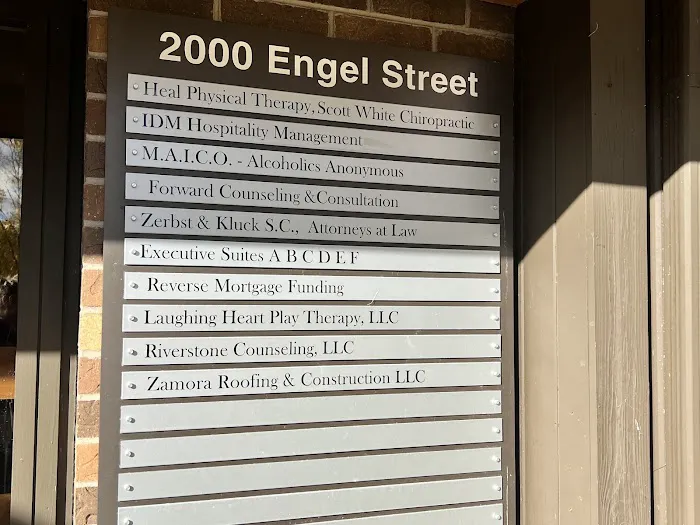 2000 Engel Street
Heal Physical Therapy, Scott White Chiropractic
IDM Hospitality Management
M.A.I.C.O. - Alcoholics Anonymous
Forward Counseling &Consultation
Zerbst & Kluck S.C., Attorneys at Law
Executive Suites A B C D E F
Reverse Mortgage Funding
Laughing Heart Play Therapy, LLC
Riverstone Counseling, LLC
Zamora Roofing & Construction LLC